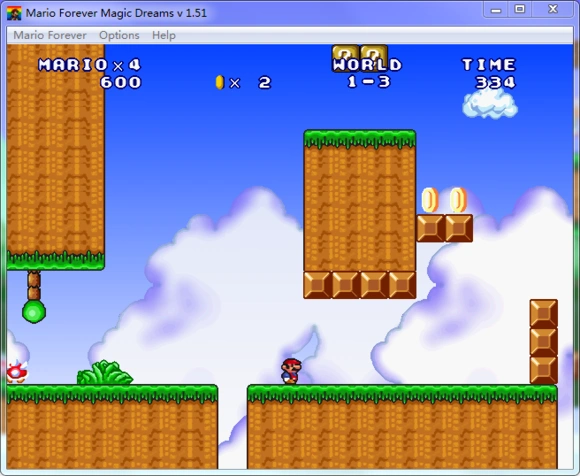 Mario Forever Magic Dreams v 1.51
Mario Forever Options Help
MARIO × 4 WORLD TIME
600 × 2 1-3 334
? ?